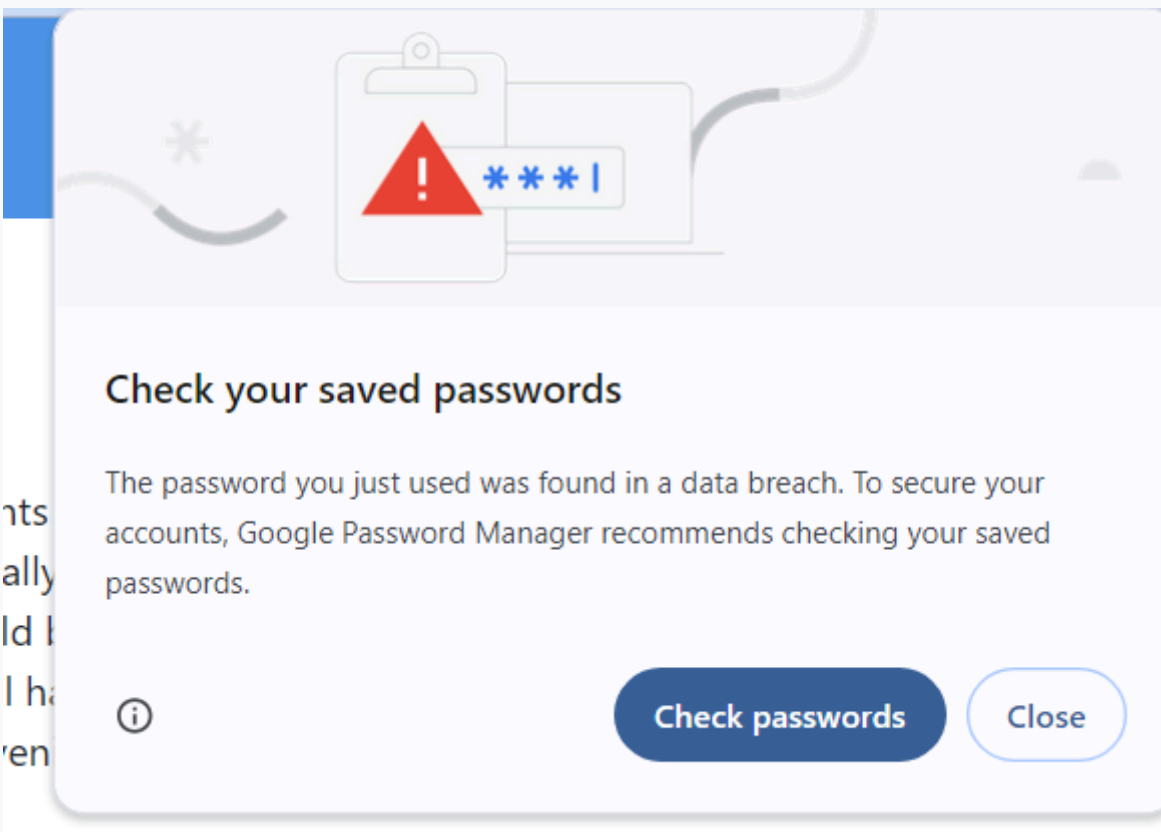 ***
Check your saved passwords
The password you just used was found in a data breach. To secure your
accounts, Google Password Manager recommends checking your saved
passwords.
Check passwords
Close